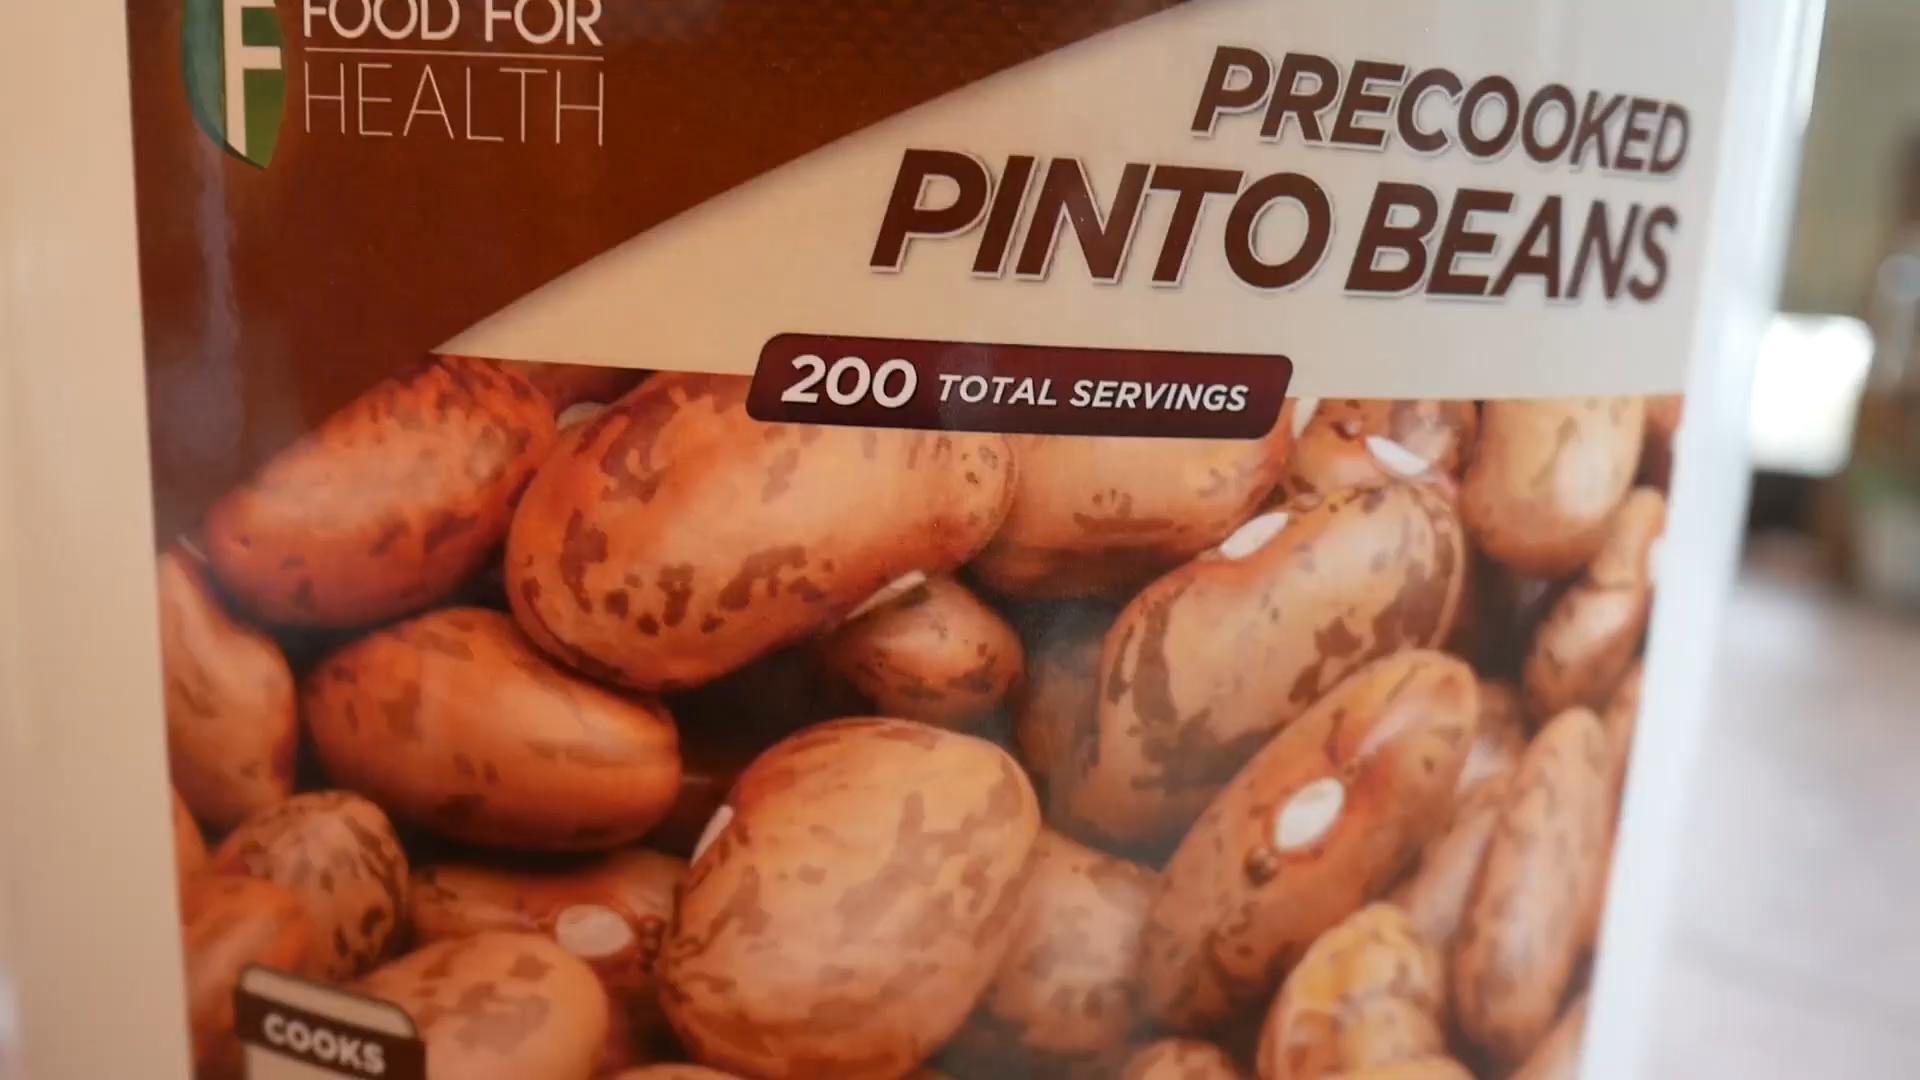 F
FOOD FOR
HEALTH
PRECOOKED
PINTO BEANS
200 TOTAL SERVINGS
COOKS